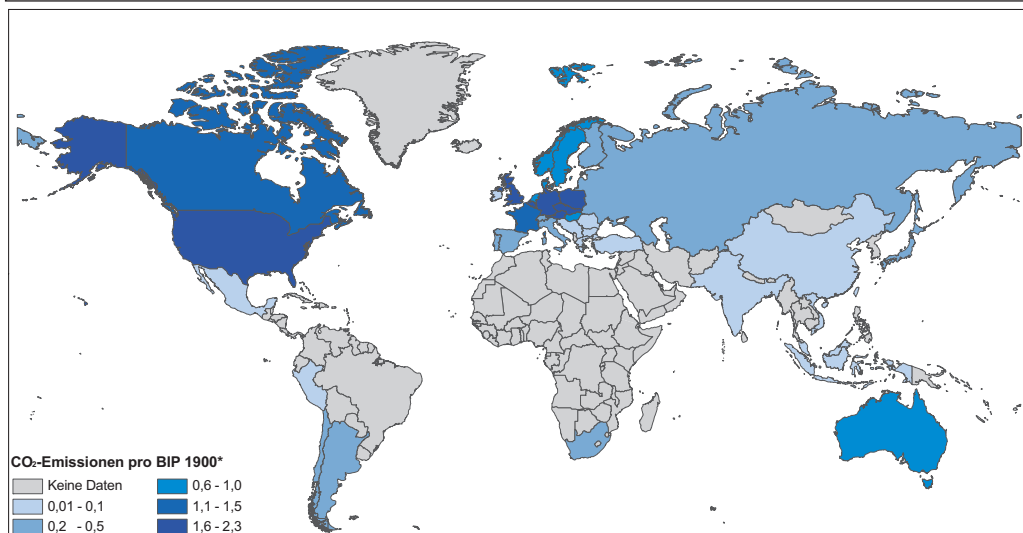 CO₂-Emissionen pro BIP 1900*
Keine Daten
0,01 - 0,1
0,2 - 0,5
0,6 - 1,0
1,1 - 1,5
1,6 - 2,3